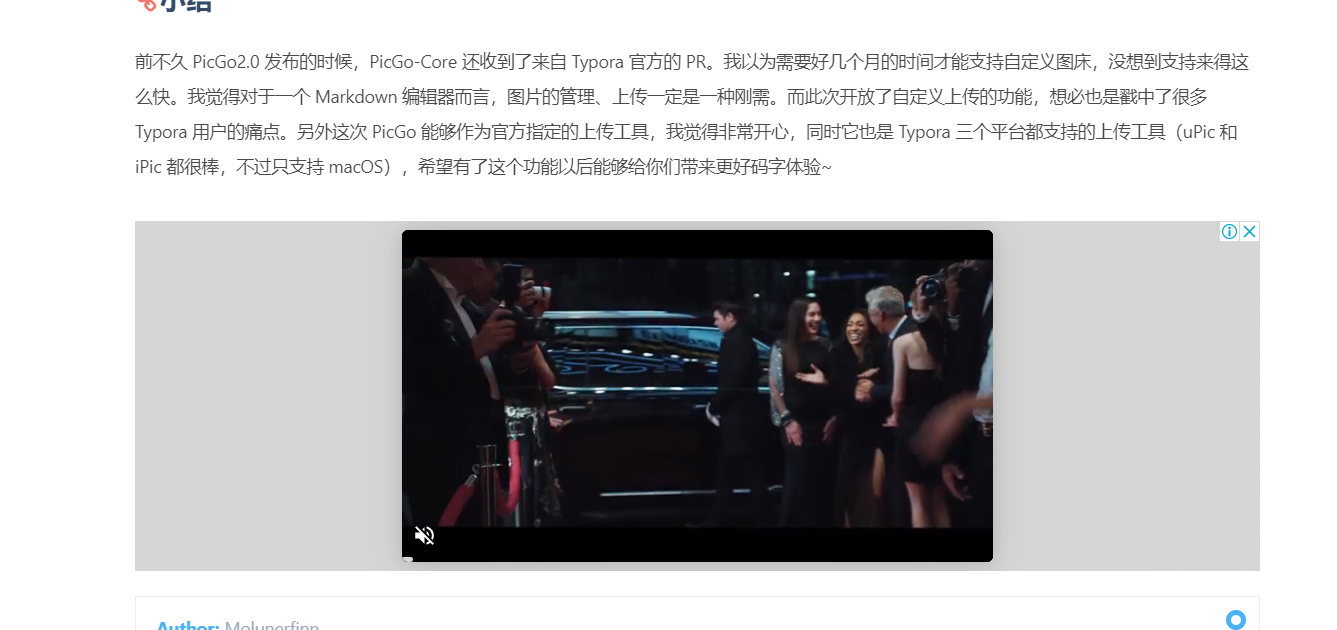 小结
前不久 PicGo2.0 发布的时候，PicGo-Core 还收到了来自 Typora 官方的 PR。我以为需要好几个月的时间才能支持自定义图床，没想到支持来得这
么快。我觉得对于一个 Markdown 编辑器而言，图片的管理、上传一定是一种刚需。而此次开放了自定义上传的功能，想必也是戳中了很多
Typora 用户的痛点。另外这次 PicGo 能够作为官方指定的上传工具，我觉得非常开心，同时它也是 Typora 三个平台都支持的上传工具（uPic 和
iPic 都很棒，不过只支持 macOS），希望有了这个功能以后能够给你们带来更好码字体验~
Author: Molunerfinn